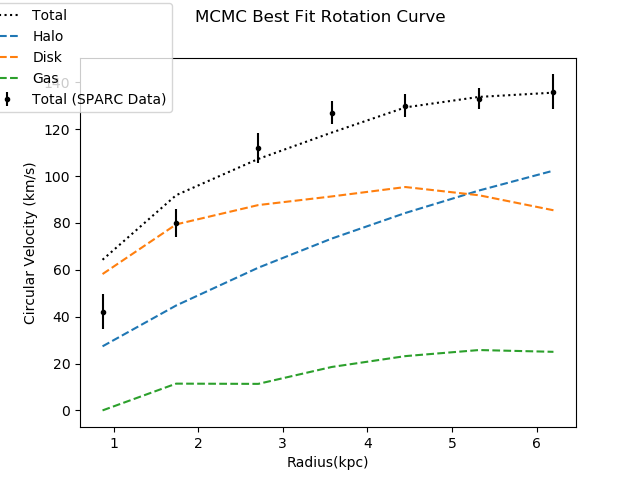 MCMC Best Fit Rotation Curve
Total
Halo
Disk
Gas
Total (SPARC Data)
140
120
100
80
60
40
20
0
Circular Velocity (km/s)
1 2 3 4 5 6
Radius(kpc)